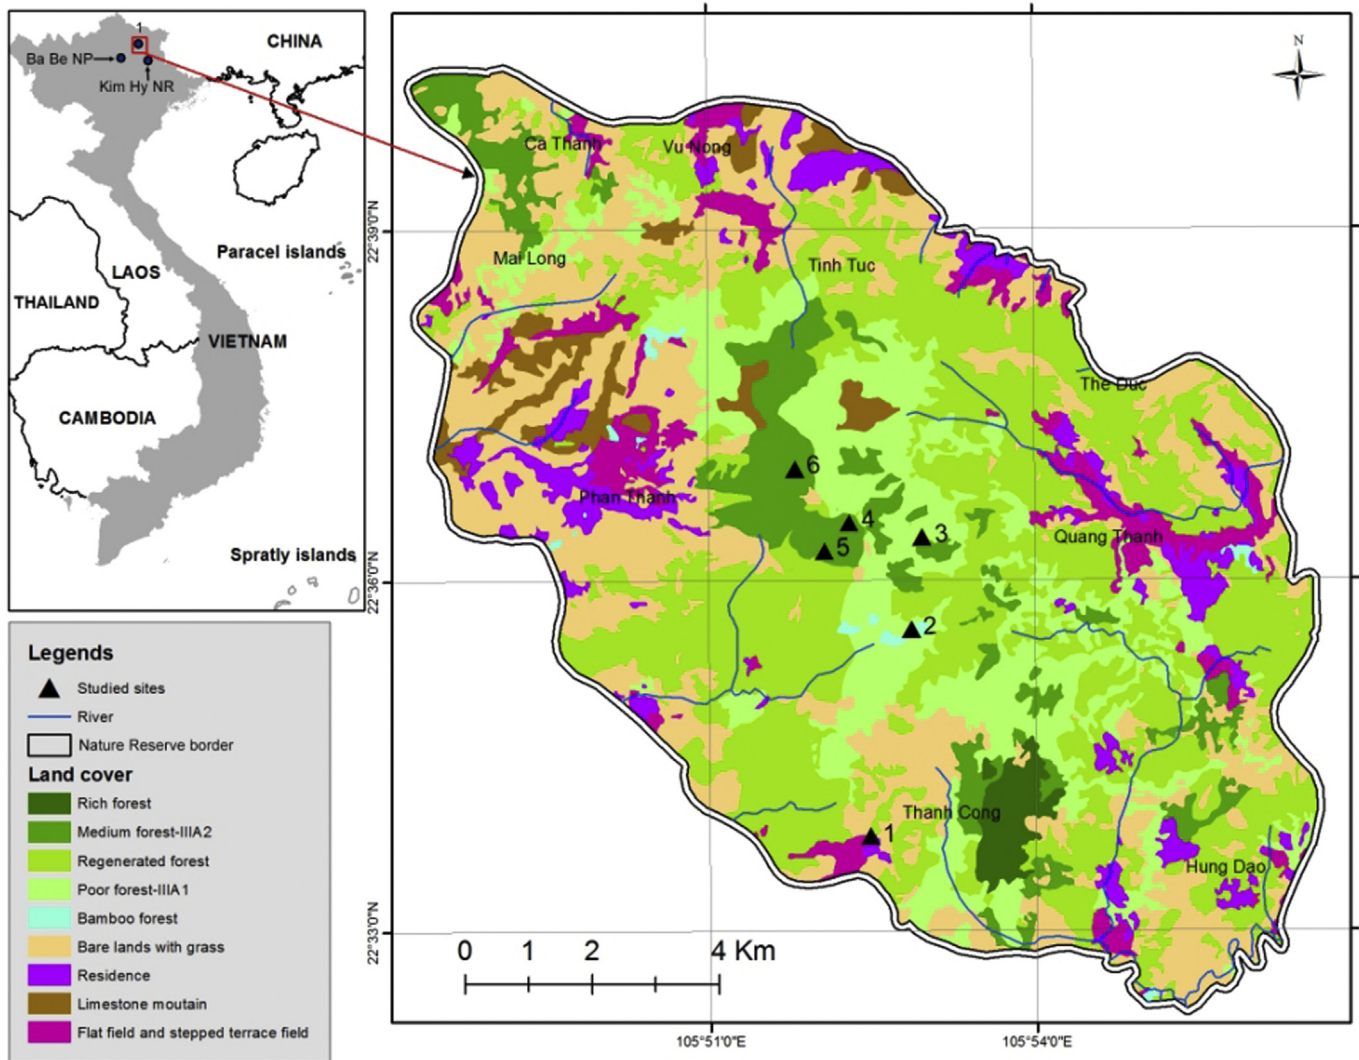 1
CHINA
Ba Be NP
Kim Hy NR
Paracel islands
LAOS
THAILAND
VIETNAM
CAMBODIA
Spratly islands
Legends
Studied sites
River
Nature Reserve border
Land cover
Rich forest
Medium forest-IIIA2
Regenerated forest
Poor forest-IIIA1
Bamboo forest
Bare lands with grass
Residence
Limestone moutain
Flat field and stepped terrace field
N
Ca Thanh
Vu Nong
22°39'0"N
Mai Long
Tinh Tuc
The Duc
6
Phan Thanh
4
3
Quang Thanh
5
22°36'0"N
2
Thanh Cong
1
Hung Dao
22°33'0"N
0 1 2 4 Km
105°51'0"E
105°54'0"E